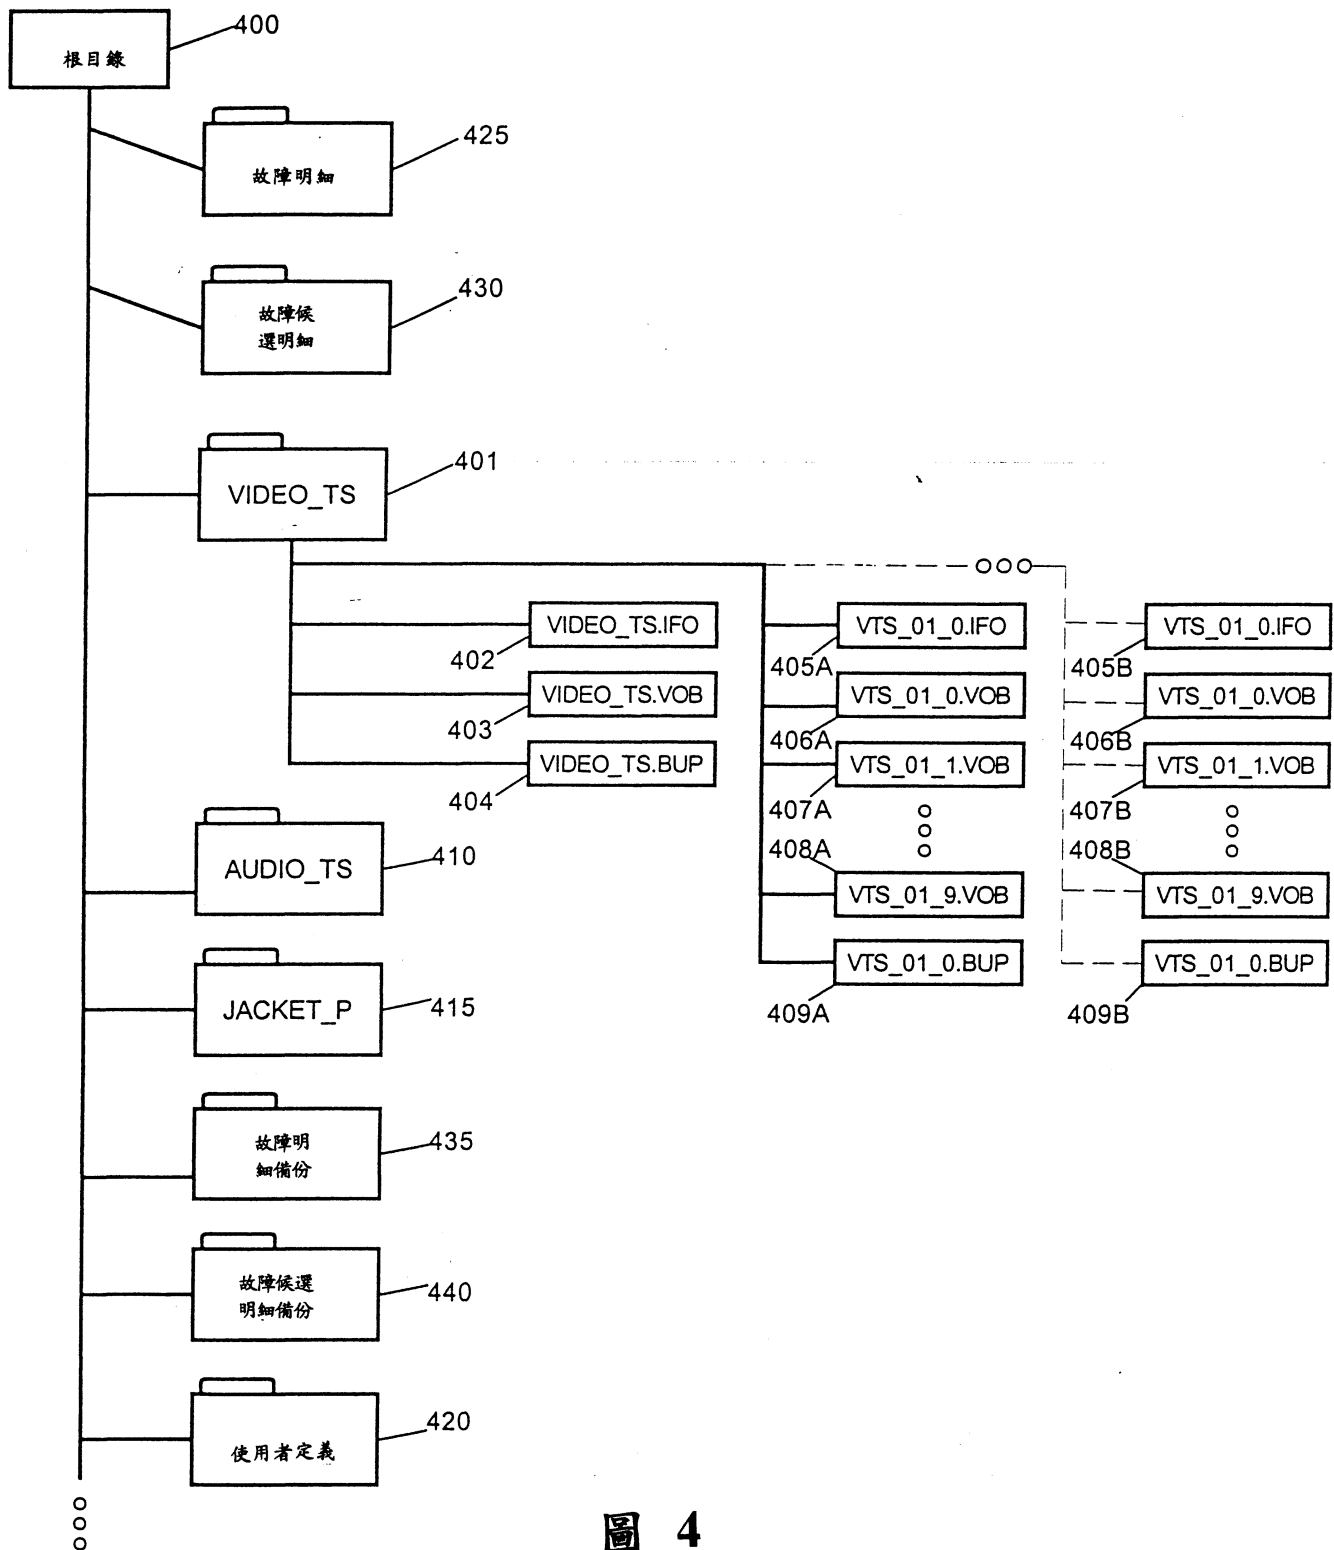 400
根目錄
425
故障明細
430
故障候
選明細
401
VIDEO_TS
VIDEO_TS.IFO
402
VIDEO_TS.VOB
403
VIDEO_TS.BUP
404
VTS_01_0.IFO
405A
VTS_01_0.VOB
406A
VTS_01_1.VOB
407A
408A
VTS_01_9.VOB
VTS_01_0.BUP
409A
VTS_01_0.IFO
405B
VTS_01_0.VOB
406B
VTS_01_1.VOB
407B
408B
VTS_01_9.VOB
VTS_01_0.BUP
409B
AUDIO_TS
410
JACKET_P
415
故障明
細備份
435
故障候選
明細備份
440
使用者定義
420
圖 4